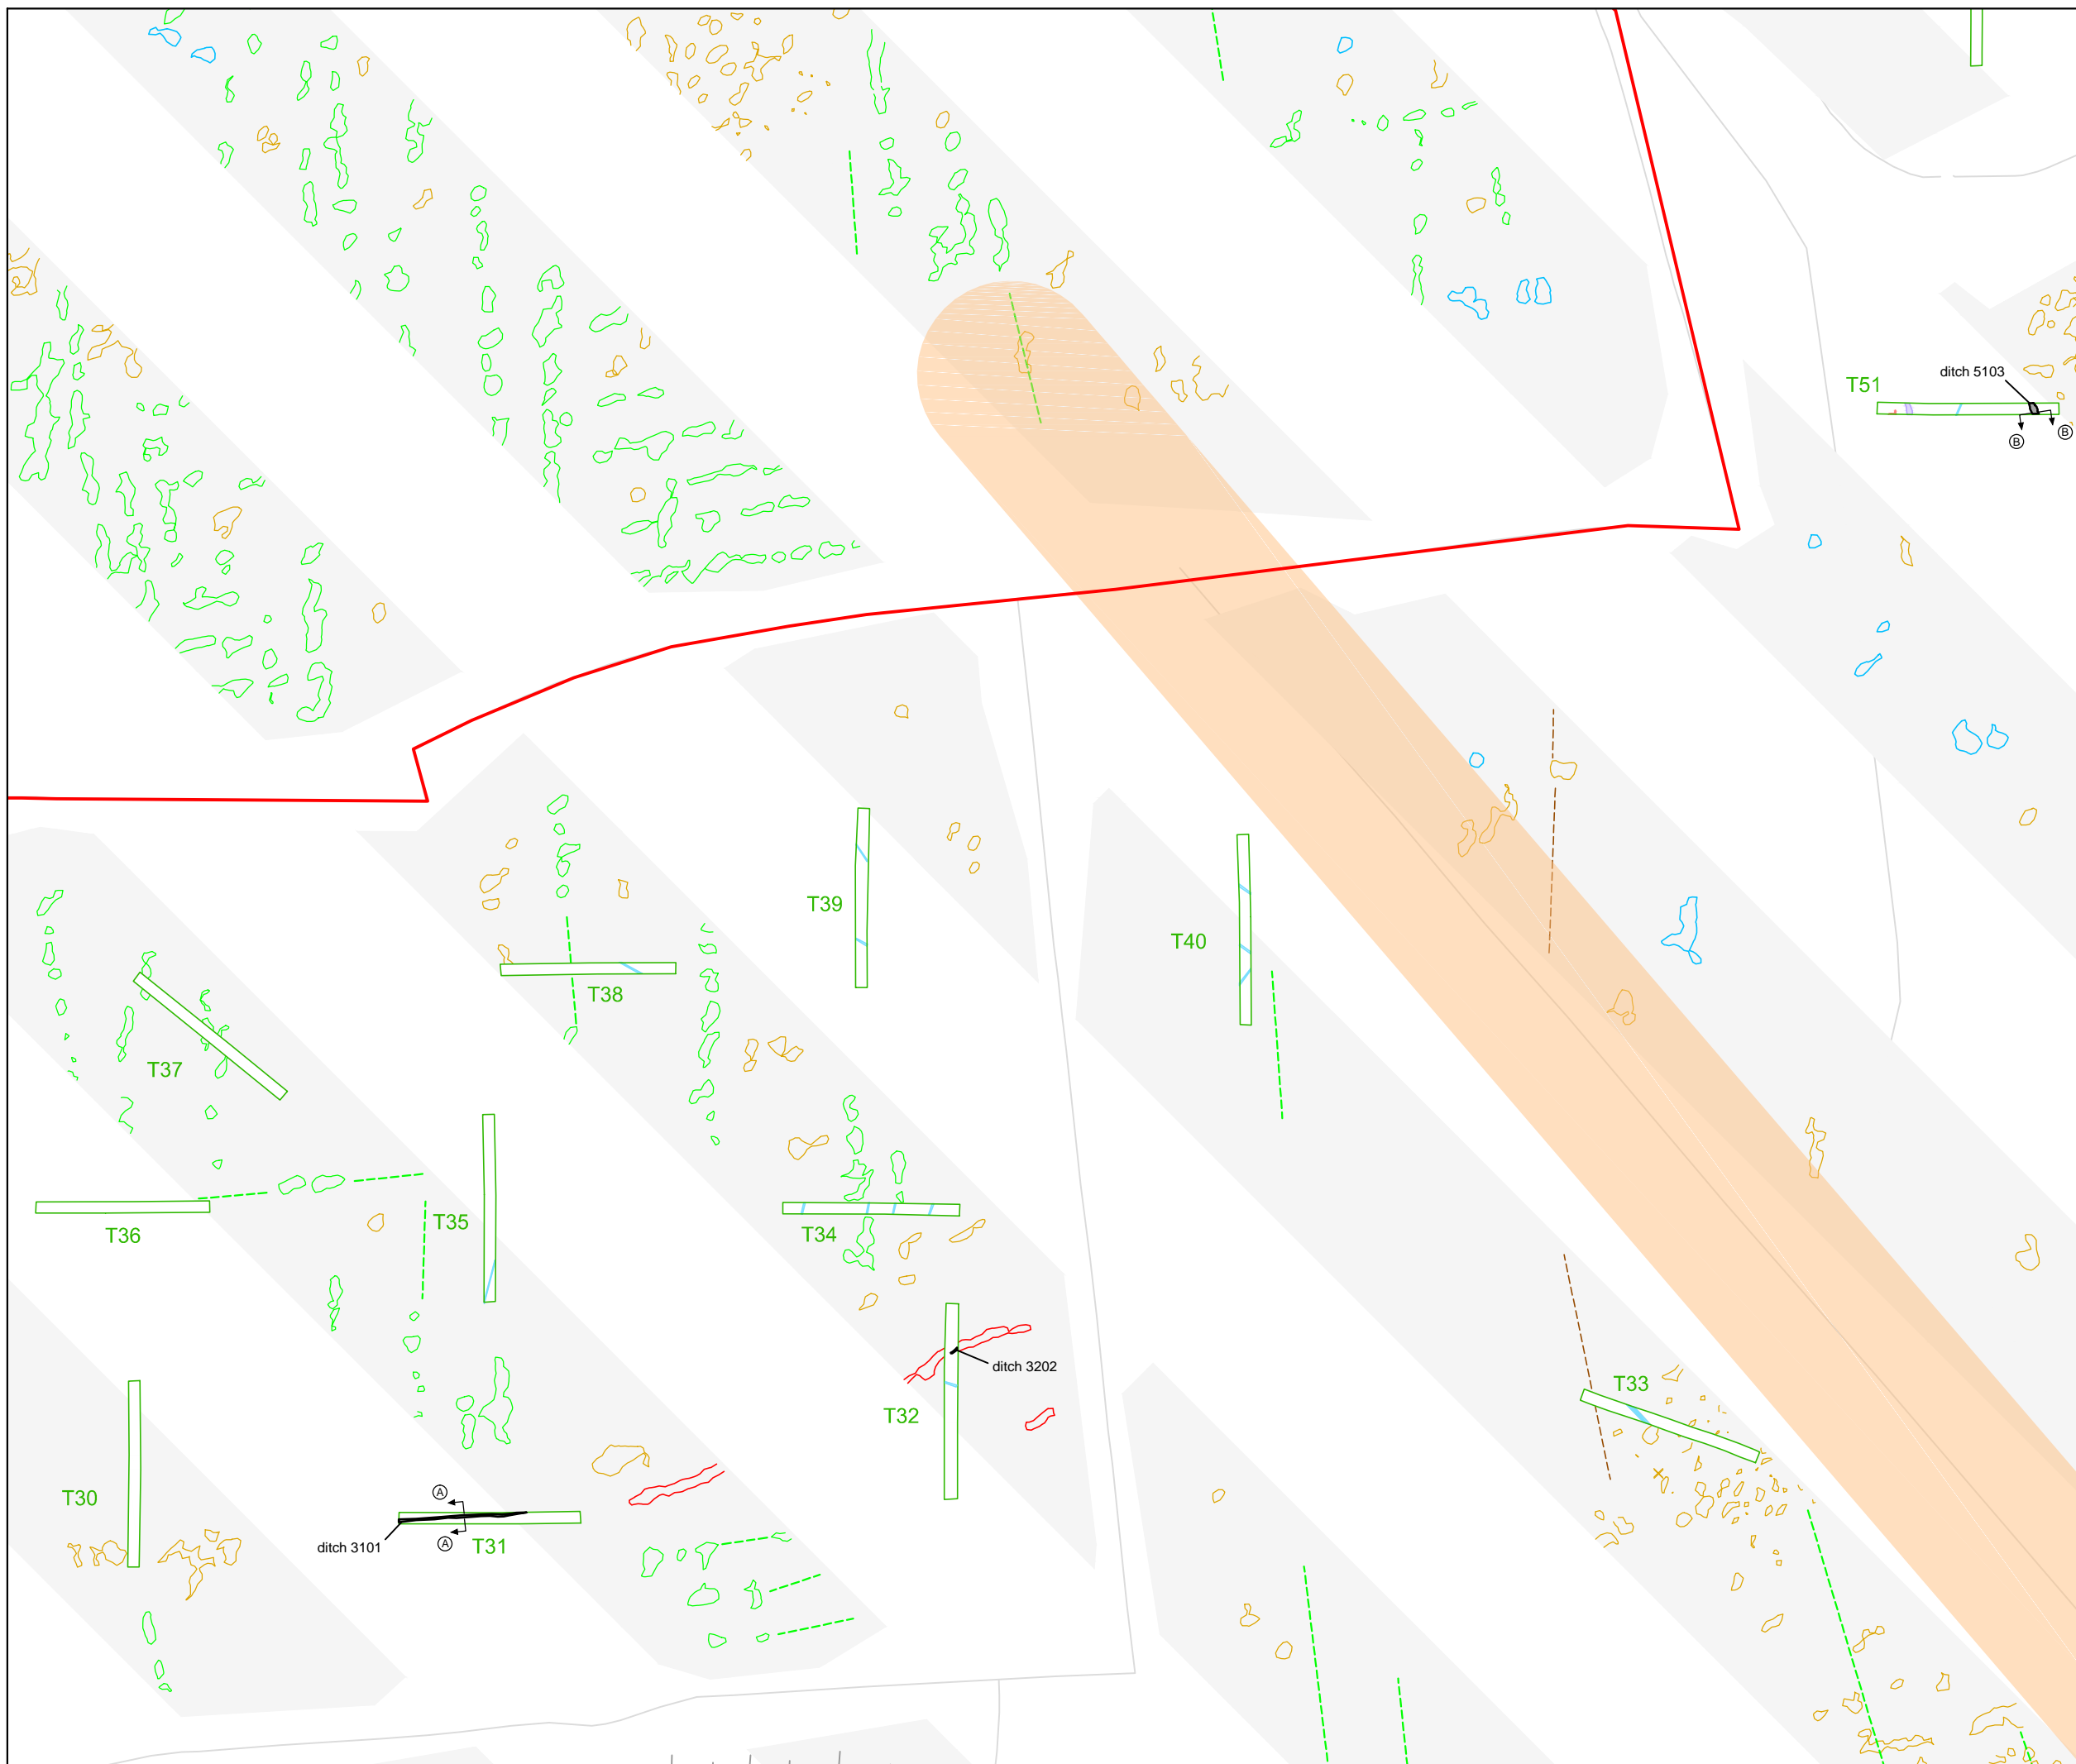 T51
ditch 5103
B
B
T39
T40
T38
T37
T35
T36
T34
ditch 3202
T32
T33
T30
A
A
ditch 3101
T31